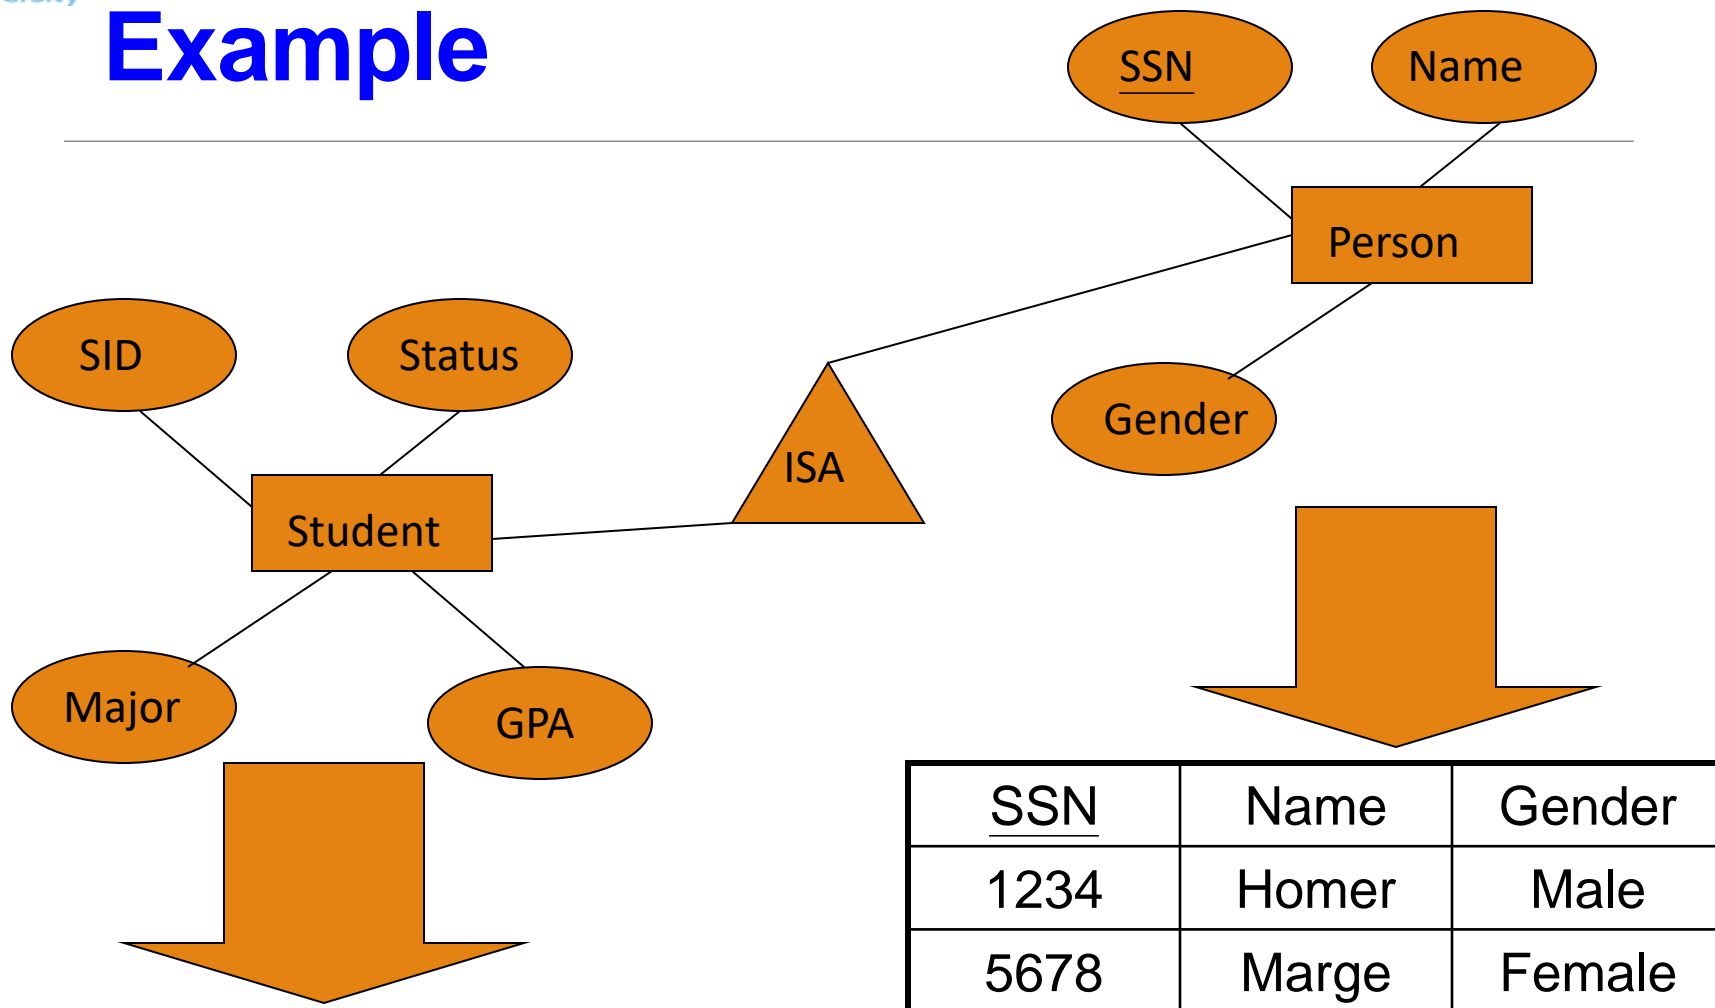 Example
SSN
Name
Person
SID
Status
Gender
ISA
Student
Major
GPA
SSN Name Gender
1234 Homer Male
5678 Marge Female